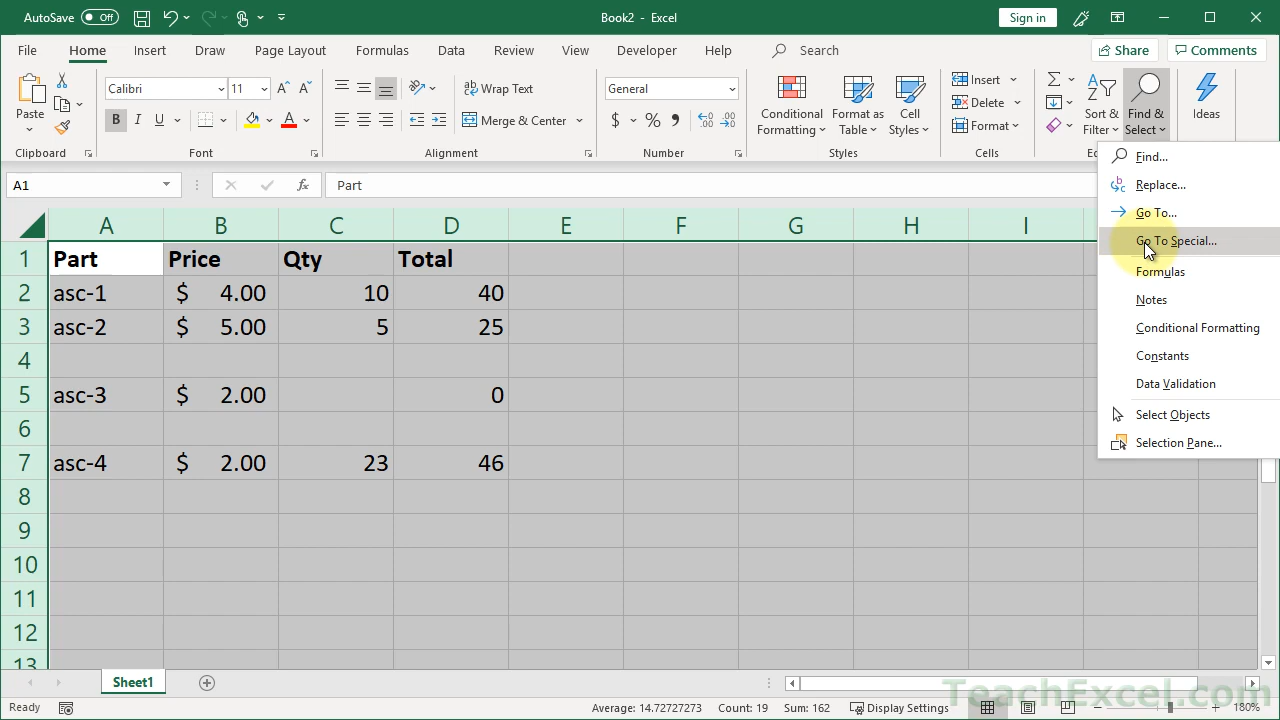 AutoSave Off
Book2 - Excel
Sign in
File Home Insert Draw Page Layout Formulas Data Review View Developer Help Search Share Comments
Paste
Calibri 11 A A
B I U A
ab Wrap Text
Merge & Center
General
$ % ,
Conditional Formatting
Format as Table
Cell Styles
Insert
Delete
Format
Sort & Filter
Find & Select
Ideas
Clipboard Font Alignment Number Styles Cells
Find...
Replace...
Go To...
Go To Special...
Formulas
Notes
Conditional Formatting
Constants
Data Validation
Select Objects
Selection Pane...
A1 fx Part
A B C D E F G H I
1 Part Price Qty Total
2 asc-1 $ 4.00 10 40
3 asc-2 $ 5.00 5 25
4
5 asc-3 $ 2.00 0
6
7 asc-4 $ 2.00 23 46
8
9
10
11
12
13
Sheet1
TeachExcel.com
Ready Average: 14.72727273 Count: 19 Sum: 162 Display Settings 180%